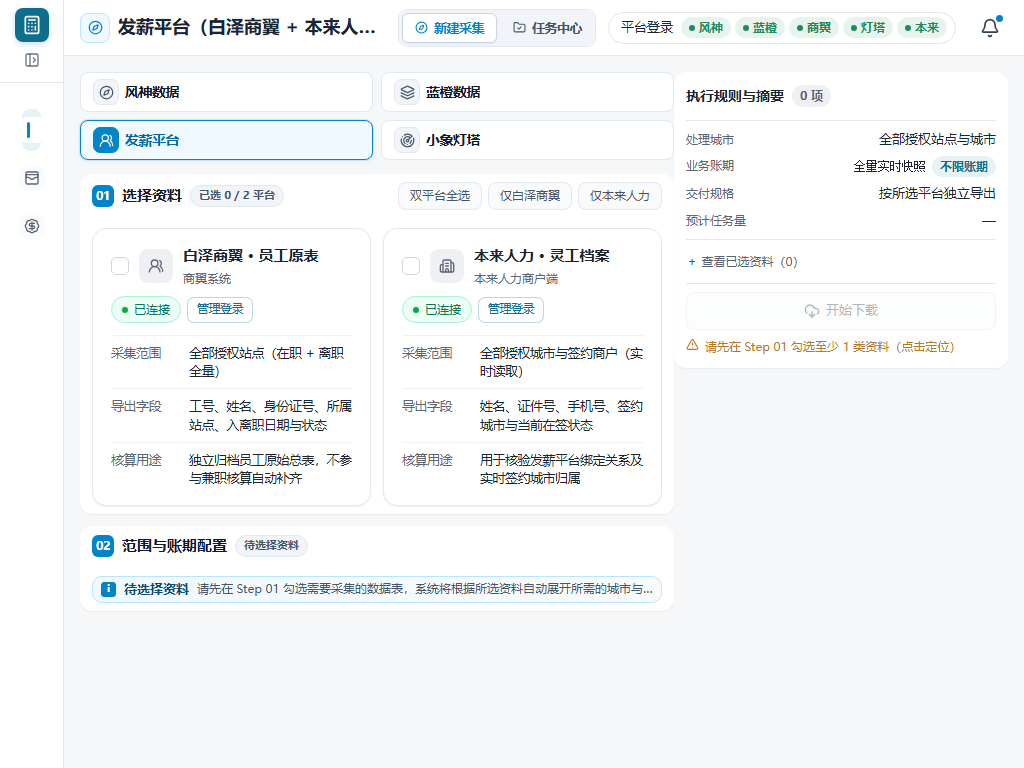 发薪平台（白泽商翼 + 本来人...
新建采集
任务中心
平台登录
风神
蓝橙
商翼
灯塔
本来
风神数据
蓝橙数据
发薪平台
小象灯塔
01 选择资料 已选 0 / 2 平台
双平台全选
仅白泽商翼
仅本来人力
白泽商翼 • 员工原表
商翼系统
已连接
管理登录
采集范围
全部授权站点（在职 + 离职
全量）
导出字段
工号、姓名、身份证号、所属
站点、入离职日期与状态
核算用途
独立归档员工原始总表，不参
与兼职核算自动补齐
本来人力 • 灵工档案
本来人力商户端
已连接
管理登录
采集范围
全部授权城市与签约商户（实
时读取）
导出字段
姓名、证件号、手机号、签约
城市与当前在签状态
核算用途
用于核验发薪平台绑定关系及
实时签约城市归属
02 范围与账期配置 待选择资料
待选择资料 请先在 Step 01 勾选需要采集的数据表，系统将根据所选资料自动展开所需的城市与...
执行规则与摘要 0 项
处理城市 全部授权站点与城市
业务账期 全量实时快照 不限账期
交付规格 按所选平台独立导出
预计任务量 —
+ 查看已选资料（0）
开始下载
请先在 Step 01 勾选至少 1 类资料（点击定位）